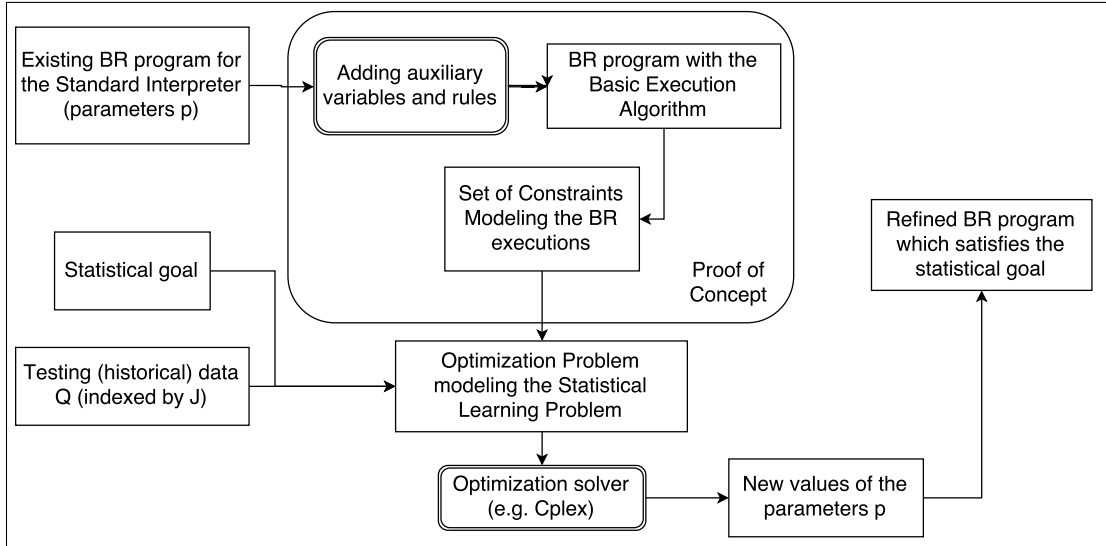 Existing BR program for
the Standard Interpreter
(parameters p)
Adding auxiliary
variables and rules
BR program with the
Basic Execution
Algorithm
Set of Constraints
Modeling the BR
executions
Proof of
Concept
Refined BR program
which satisfies the
statistical goal
Statistical goal
Testing (historical) data
Q (indexed by J)
Optimization Problem
modeling the Statistical
Learning Problem
Optimization solver
(e.g. Cplex)
New values of the
parameters p